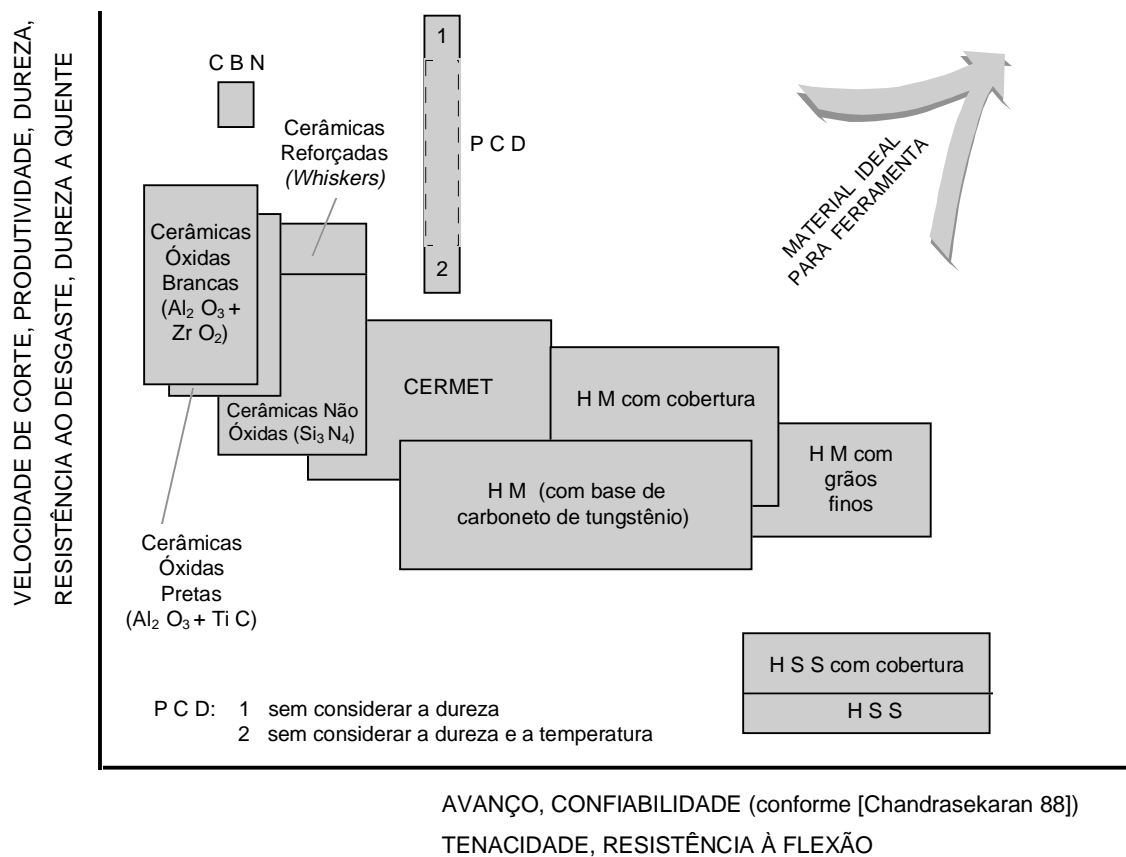 VELOCIDADE DE CORTE, PRODUTIVIDADE, DUREZA,
RESISTÊNCIA AO DESGASTE, DUREZA A QUENTE
C B N
1
P C D
2
Cerâmicas
Reforçadas
(Whiskers)
MATERIAL IDEAL
PARA FERRAMENTA
Cerâmicas
Óxidas
Brancas
(Al₂ O₃ +
Zr O₂)
Cerâmicas Não
Óxidas (Si₃ N₄)
CERMET
H M com cobertura
H M com
grãos
finos
H M (com base de
carboneto de tungstênio)
Cerâmicas
Óxidas
Pretas
(Al₂ O₃ + Ti C)
H S S com cobertura
H S S
P C D: 1 sem considerar a dureza
2 sem considerar a dureza e a temperatura
AVANÇO, CONFIABILIDADE (conforme [Chandrasekaran 88])
TENACIDADE, RESISTÊNCIA À FLEXÃO